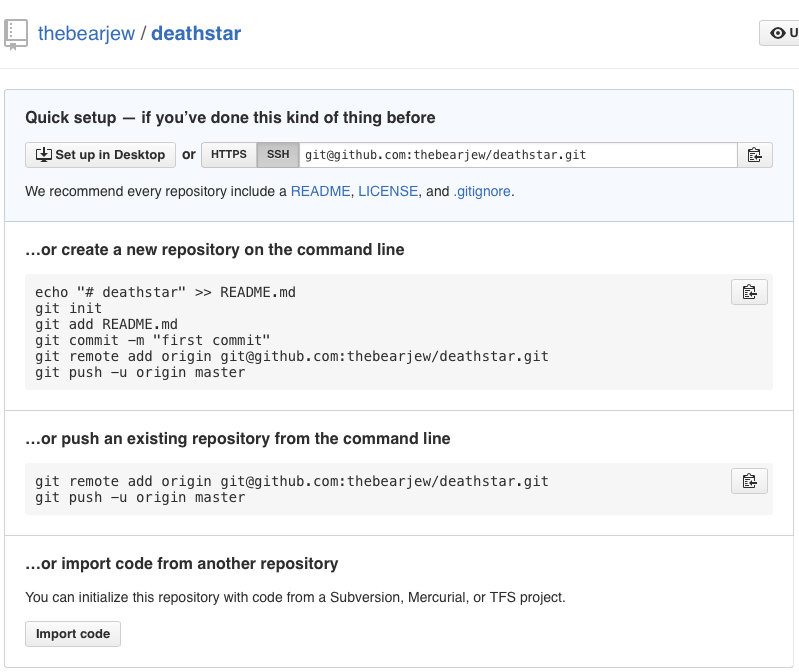 thebearjew / deathstar
U
Quick setup — if you’ve done this kind of thing before
Set up in Desktop or HTTPS SSH git@github.com:thebearjew/deathstar.git
We recommend every repository include a README, LICENSE, and .gitignore.
…or create a new repository on the command line
echo "# deathstar" >> README.md
git init
git add README.md
git commit -m "first commit"
git remote add origin git@github.com:thebearjew/deathstar.git
git push -u origin master
…or push an existing repository from the command line
git remote add origin git@github.com:thebearjew/deathstar.git
git push -u origin master
…or import code from another repository
You can initialize this repository with code from a Subversion, Mercurial, or TFS project.
Import code